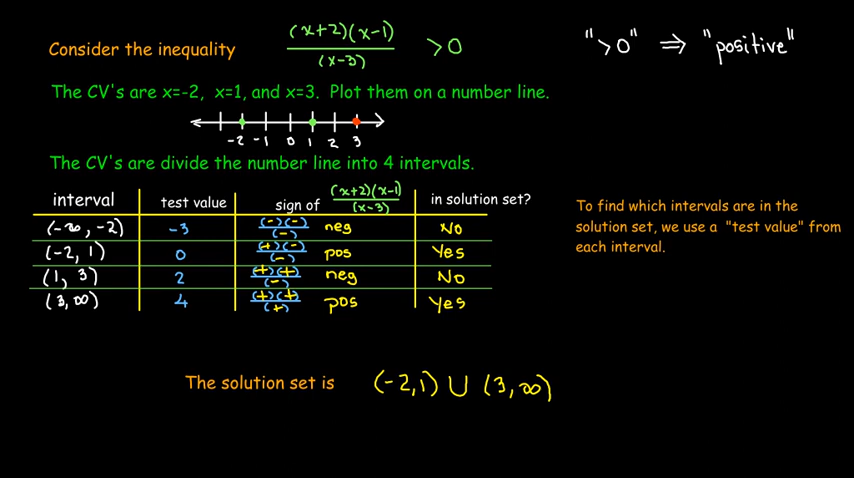 Consider the inequality (x+2)(x-1)/(x-3) >0 ">0" ⇒ "positive"
The CV's are x=-2, x=1, and x=3. Plot them on a number line.
-2 -1 0 1 2 3
The CV's are divide the number line into 4 intervals.
interval test value sign of (x+2)(x-1)/(x-3) in solution set?
(-∞, -2) -3 (-)(-)/(-) neg No
(-2, 1) 0 (+)(-)/(-) pos Yes
(1, 3) 2 (+)(+)/(-) neg No
(3, ∞) 4 (+)(+)/(+) pos Yes
To find which intervals are in the
solution set, we use a "test value" from
each interval.
The solution set is (-2,1) ∪ (3,∞)